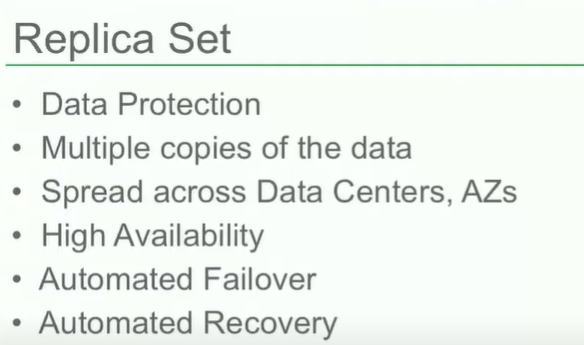 Replica Set
• Data Protection
• Multiple copies of the data
• Spread across Data Centers, AZs
• High Availability
• Automated Failover
• Automated Recovery